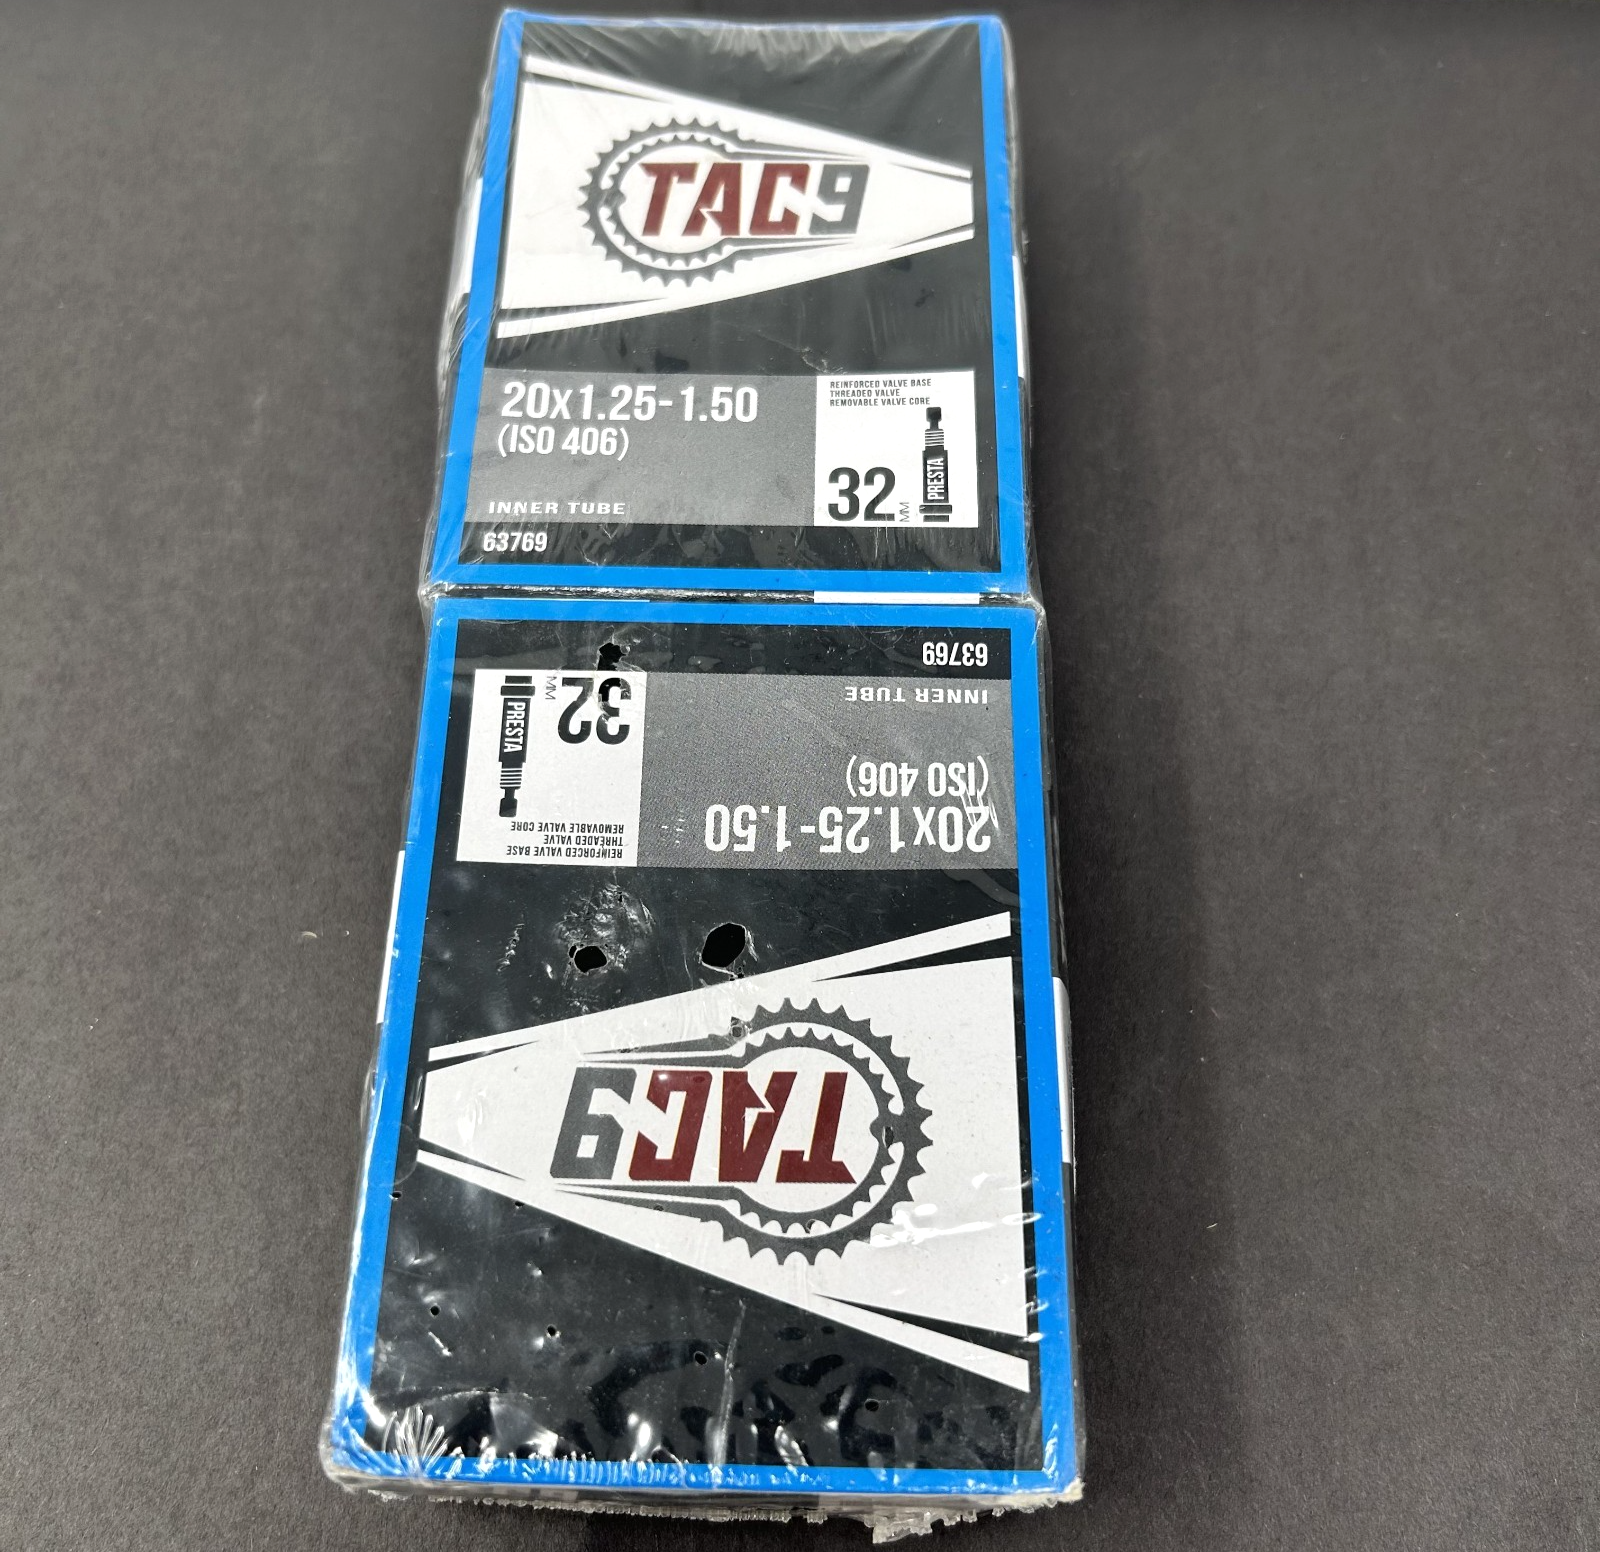 TAC9
20x1.25-1.50
(ISO 406)
INNER TUBE
63769
REINFORCED VALVE BASE
THREADED VALVE
REMOVABLE VALVE CORE
32 MM
PRESTA
TAC9
20x1.25-1.50
(ISO 406)
INNER TUBE
63769
REINFORCED VALVE BASE
THREADED VALVE
REMOVABLE VALVE CORE
32 MM
PRESTA